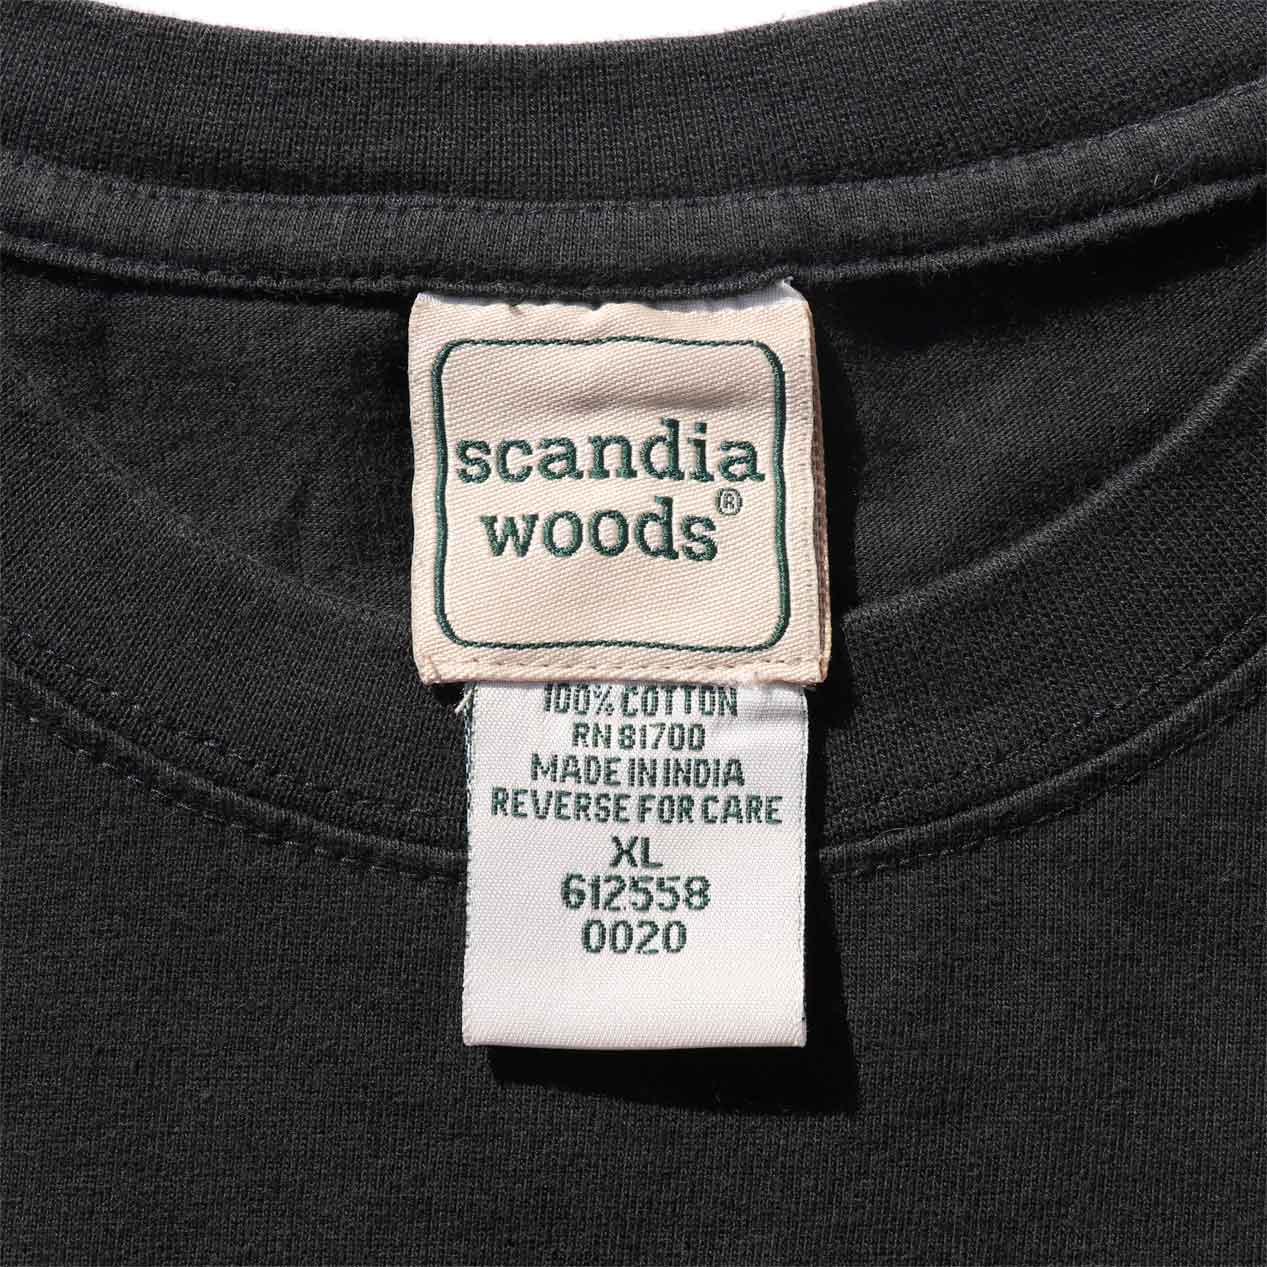 scandia
woods®
100% COTTON
RN 81700
MADE IN INDIA
REVERSE FOR CARE
XL
612558
0020